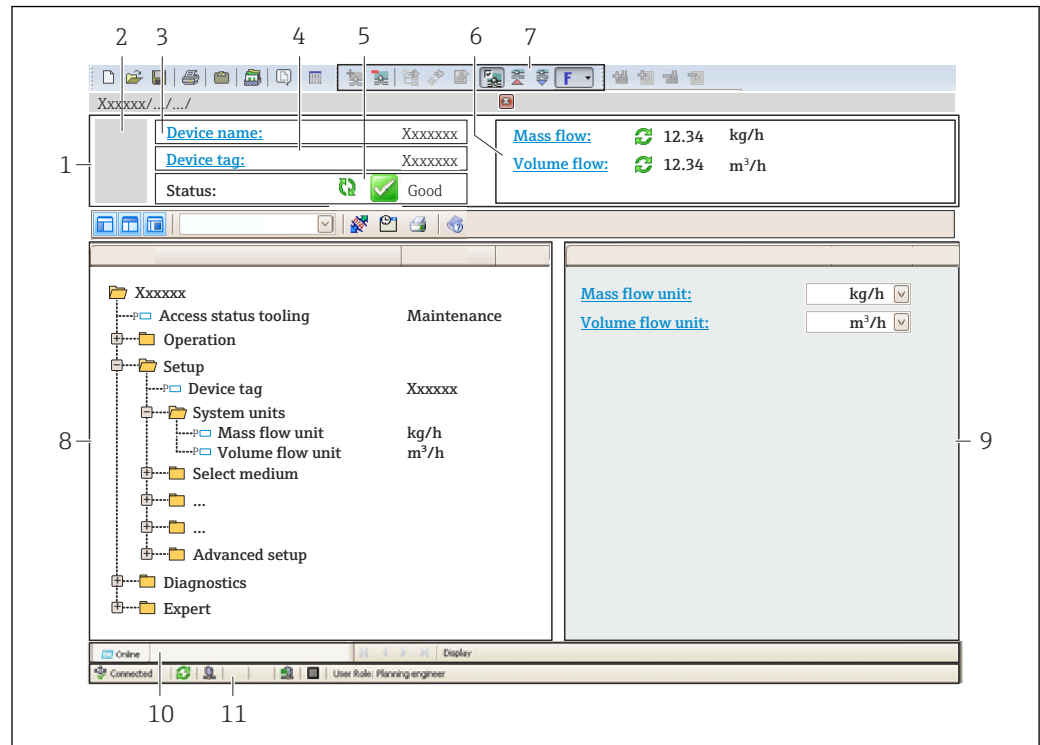 2 3 4 5 6 7
F
Xxxxxx/.../.../
1
Device name: Xxxxxxx
Device tag: Xxxxxxx
Status: Good
Mass flow: 12.34 kg/h
Volume flow: 12.34 m³/h
Xxxxxx
P Access status tooling Maintenance
Operation
Setup
P Device tag Xxxxxx
System units
P Mass flow unit kg/h
P Volume flow unit m³/h
Select medium
...
...
Advanced setup
Diagnostics
Expert
Mass flow unit: kg/h
Volume flow unit: m³/h
8
9
Online Display
Connected User Role: Planning engineer
10 11